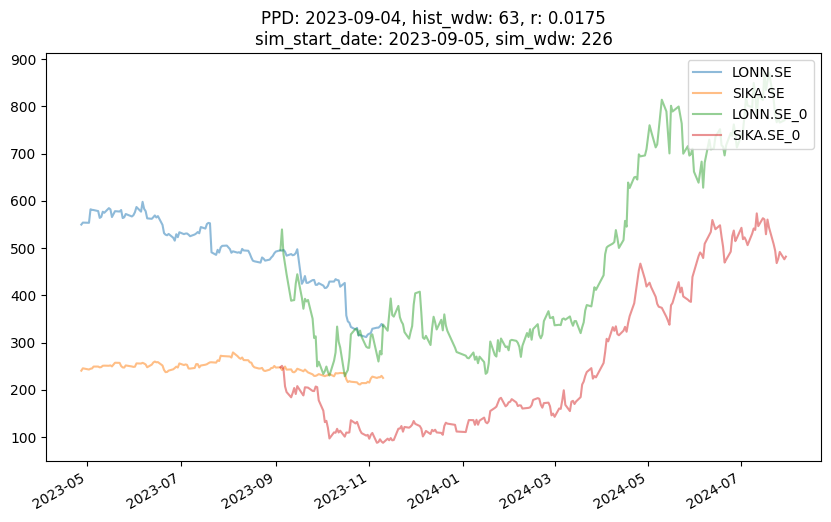 PPD: 2023-09-04, hist_wdw: 63, r: 0.0175
sim_start_date: 2023-09-05, sim_wdw: 226
900
800
700
600
500
400
300
200
100
LONN.SE
SIKA.SE
LONN.SE_0
SIKA.SE_0
2023-05
2023-07
2023-09
2023-11
2024-01
2024-03
2024-05
2024-07